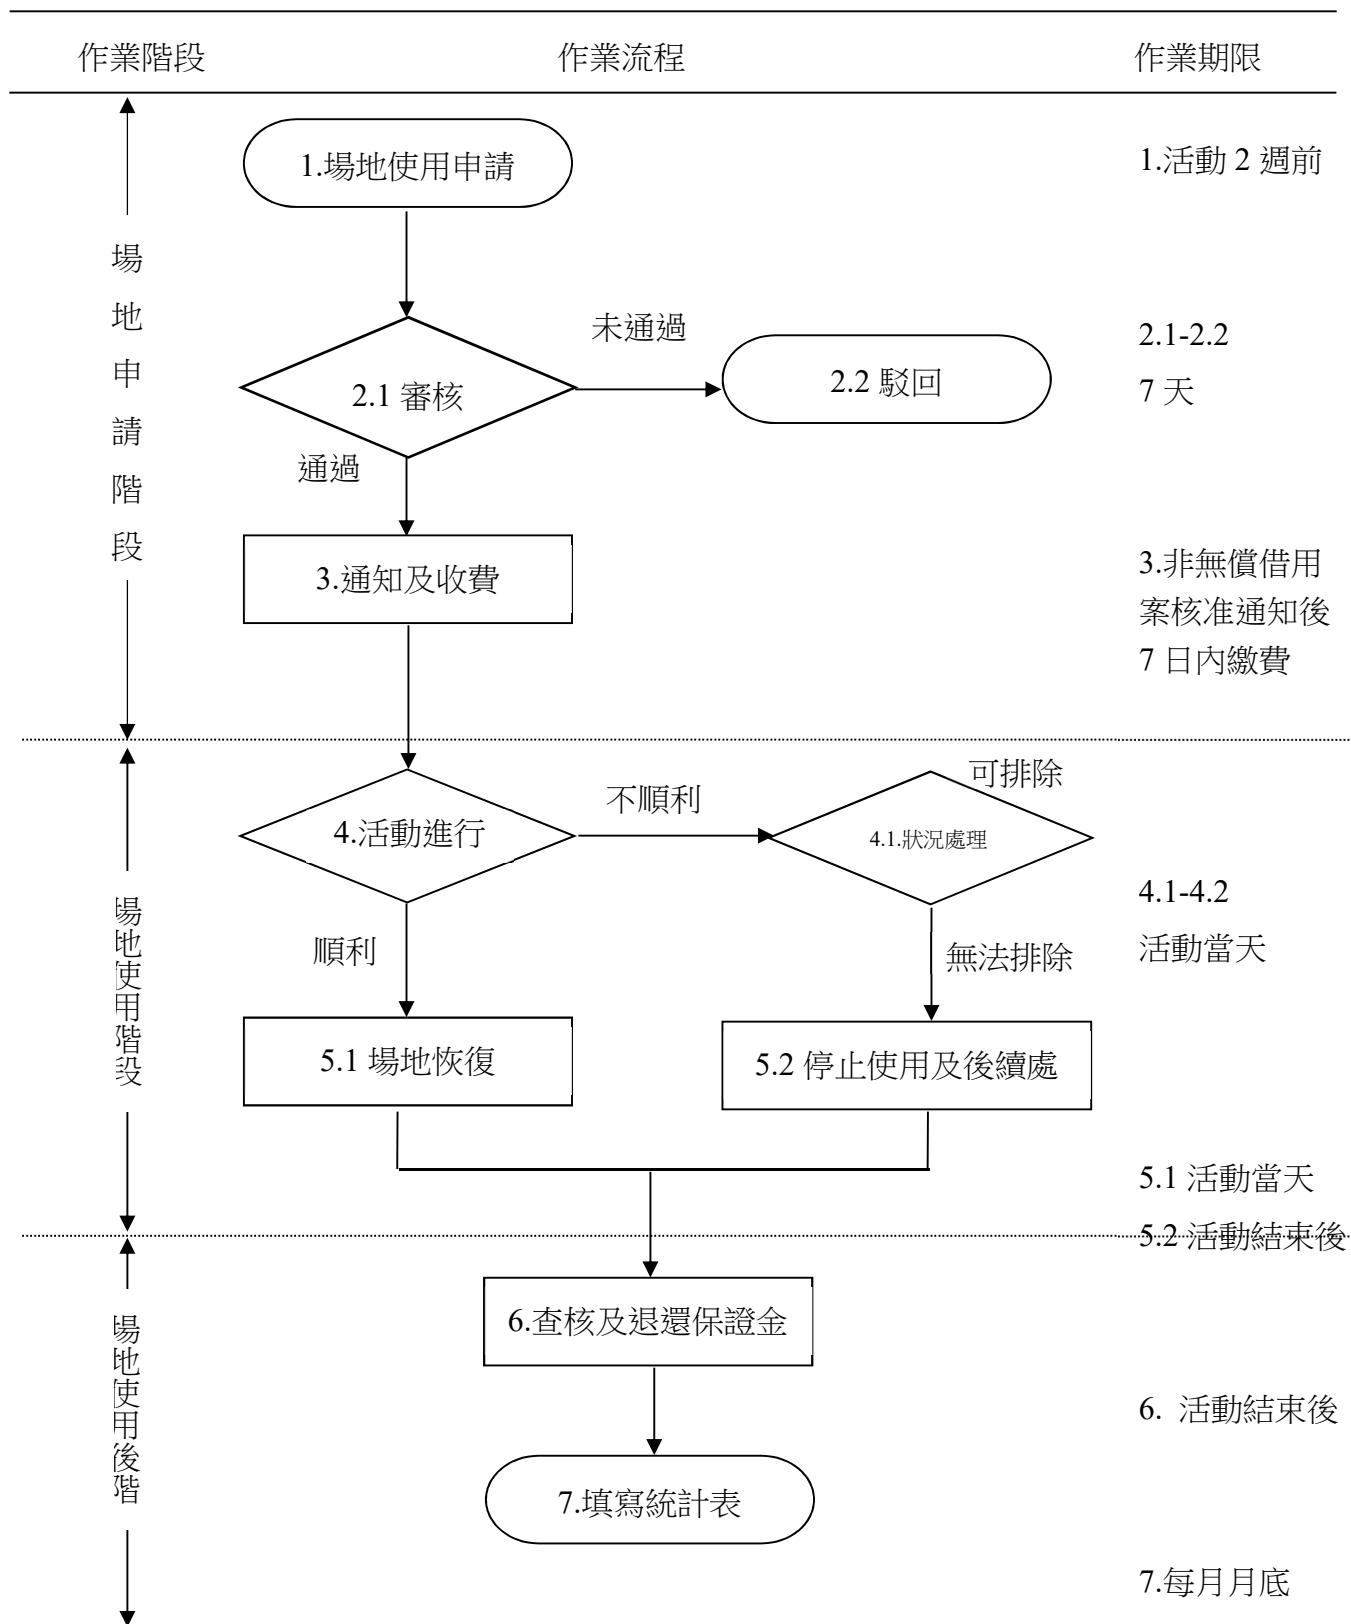 作業階段 作業流程 作業期限
場地申請階段
1.場地使用申請
1.活動 2 週前
未通過
2.1 審核
2.2 駁回
2.1-2.2
7 天
通過
3.通知及收費
3.非無償借用
案核准通知後
7 日內繳費
場地使用階段
4.活動進行
不順利
可排除
4.1.狀況處理
4.1-4.2
活動當天
順利
無法排除
5.1 場地恢復
5.2 停止使用及後續處
5.1 活動當天
5.2 活動結束後
場地使用後階
6.查核及退還保證金
6. 活動結束後
7.填寫統計表
7.每月月底